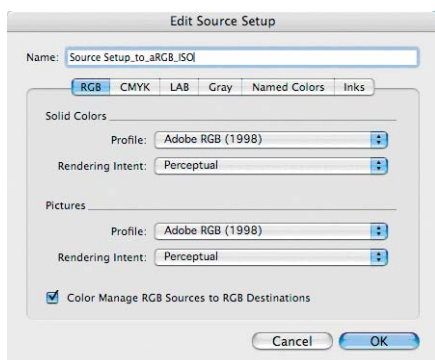 Edit Source Setup
Name: Source Setup_to_aRGB_ISO
RGB CMYK LAB Gray Named Colors Inks
Solid Colors
Profile: Adobe RGB (1998)
Rendering Intent: Perceptual
Pictures
Profile: Adobe RGB (1998)
Rendering Intent: Perceptual
Color Manage RGB Sources to RGB Destinations
Cancel OK